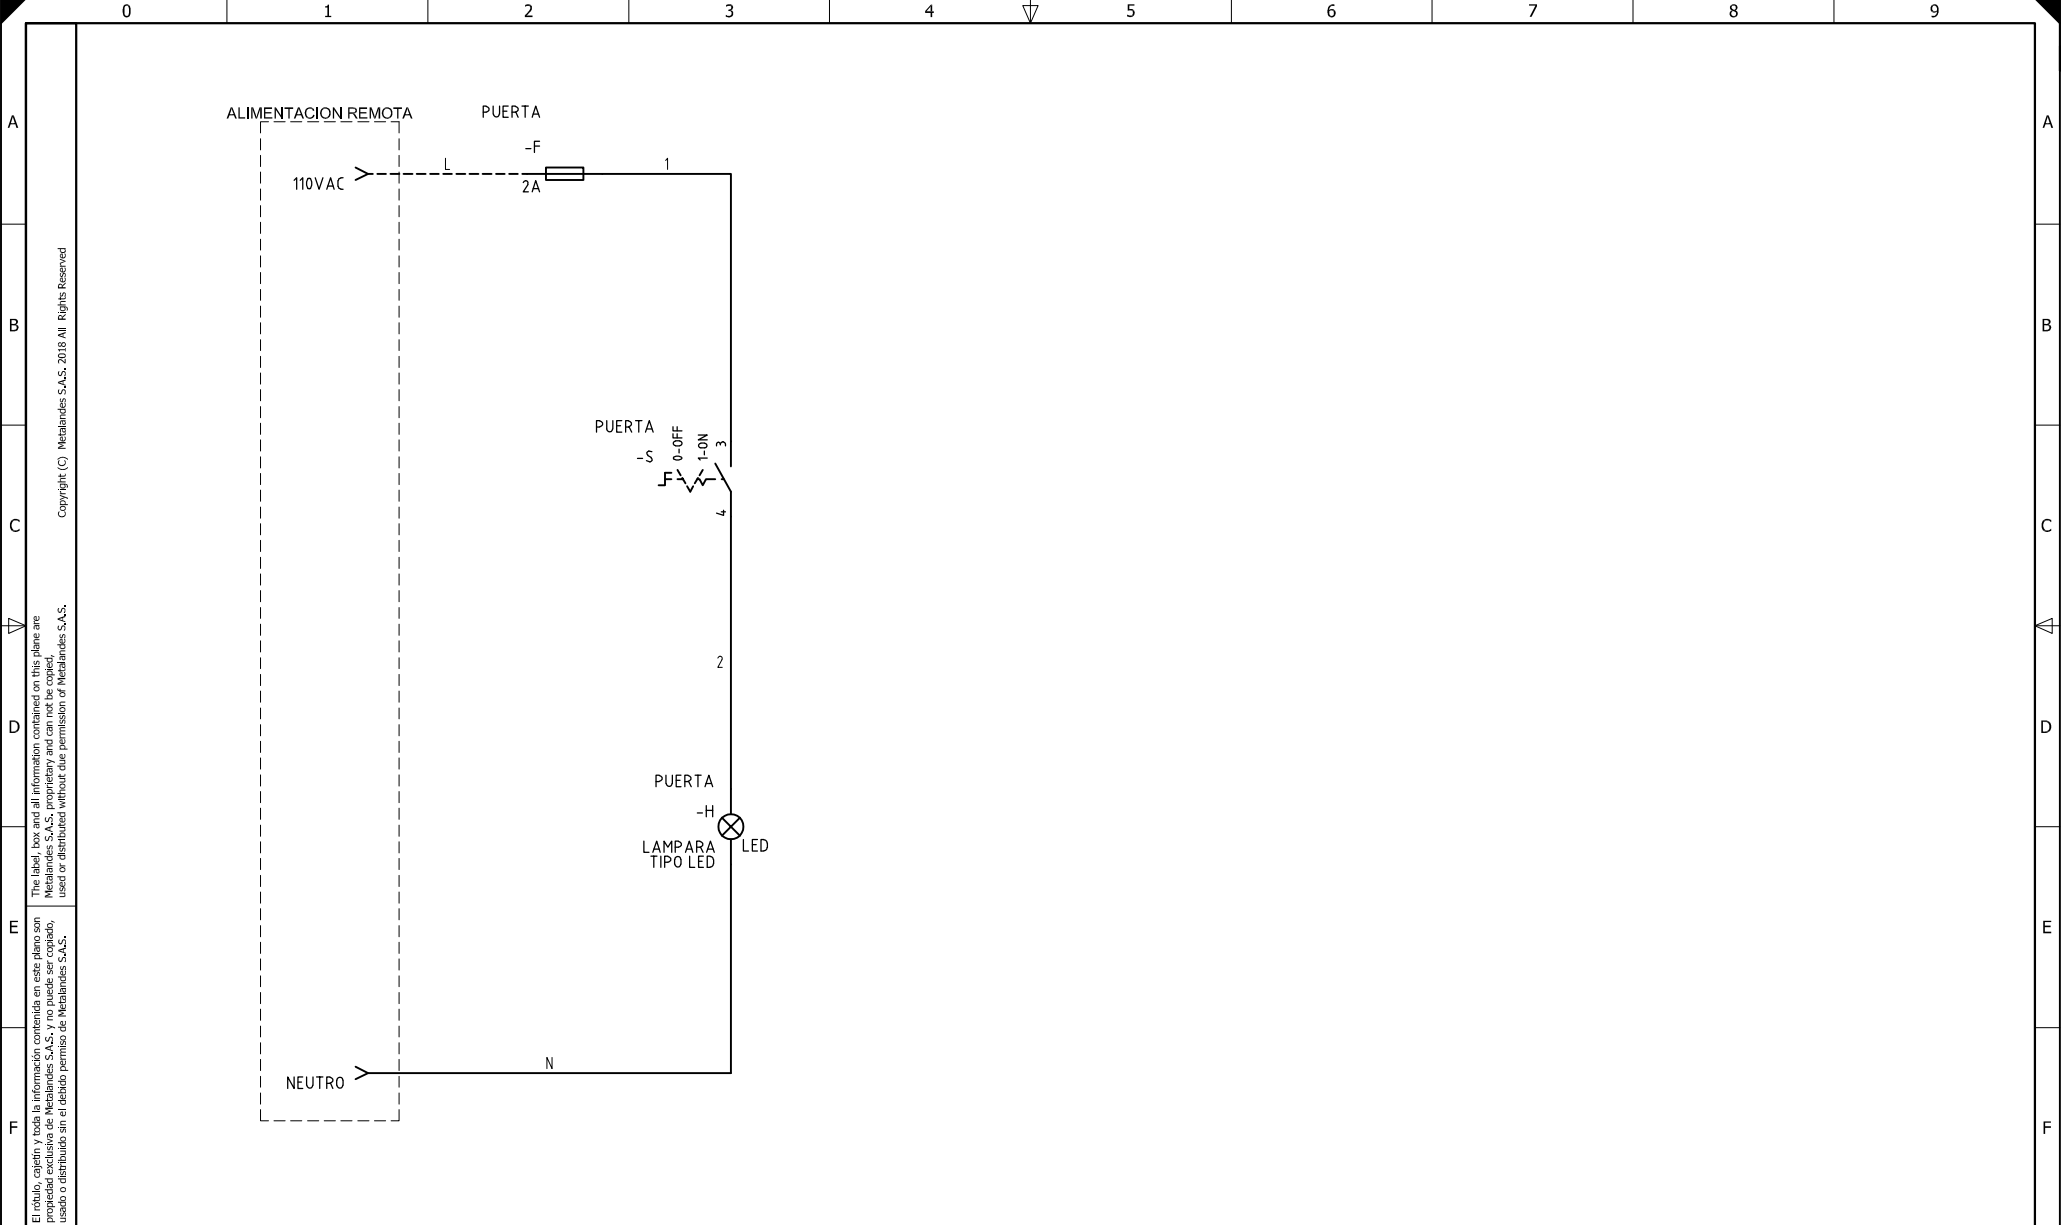 0 1 2 3 4 5 6 7 8 9
A A
B B
C C
D D
E E
F F
ALIMENTACION REMOTA
PUERTA
-F
110VAC
L
2A
1
PUERTA
-S
0-OFF
1-ON
3
4
2
PUERTA
-H
LAMPARA
TIPO LED
LED
N
NEUTRO
Copyright (C) Metalandes S.A.S. 2018 All Rights Reserved
The label, box and all information contained on this plane are
Metalandes S.A.S. proprietary and can not be copied,
used or distributed without due permission of Metalandes S.A.S.
El rótulo, cajetín y toda la información contenida en este plano son
propiedad exclusiva de Metalandes S.A.S. y no puede ser copiado,
usado o distribuido sin el debido permiso de Metalandes S.A.S.